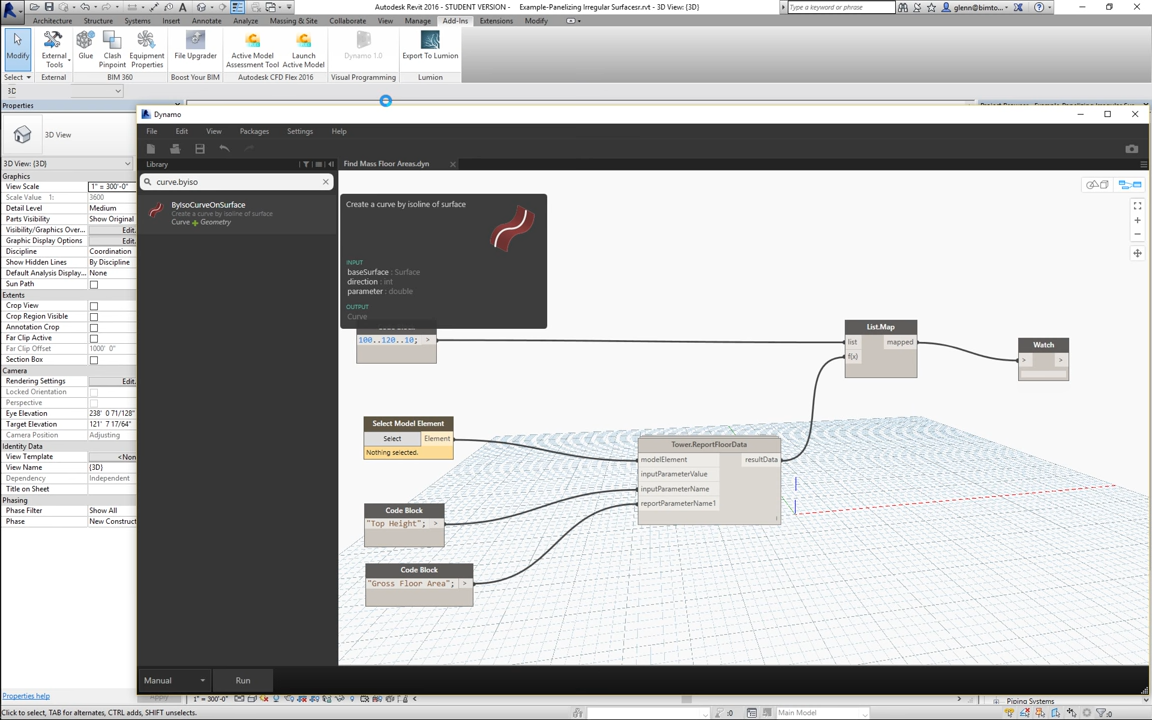 Autodesk Revit 2016 - STUDENT VERSION - Example-Panelizing Irregular Surfacesr.rvt - 3D View: {3D}
Type a keyword or phrase
glenn@bimto...
Architecture Structure Systems Insert Annotate Analyze Massing & Site Collaborate View Manage Add-Ins Extensions Modify
Modify External Tools Glue Clash Pinpoint Equipment Properties File Upgrader Active Model Assessment Tool Launch Active Model Dynamo 1.0 Export To Lumion
Select External BIM 360 Boost Your BIM Autodesk CFD Flex 2016 Visual Programming Lumion
3D
Properties
3D View
3D View: {3D}
Graphics
View Scale 1" = 300'-0"
Scale Value 1: 3600
Detail Level Medium
Parts Visibility Show Original
Visibility/Graphics Over... Edit.
Graphic Display Options Edit.
Discipline Coordination
Show Hidden Lines By Discipline
Default Analysis Display... None
Sun Path
Extents
Crop View
Crop Region Visible
Annotation Crop
Far Clip Active
Far Clip Offset 1000' 0"
Section Box
Camera
Rendering Settings Edit.
Locked Orientation
Perspective
Eye Elevation 238' 0 71/128"
Target Elevation 121' 7 17/64"
Camera Position Adjusting
Identity Data
View Template <Non
View Name {3D}
Dependency Independent
Title on Sheet
Phasing
Phase Filter Show All
Phase New Construct
Properties help
Dynamo
File Edit View Packages Settings Help
Library
Find Mass Floor Areas.dyn
curve.byiso
ByIsoCurveOnSurface
Create a curve by isoline of surface
Curve Geometry
Create a curve by isoline of surface
INPUT
baseSurface : Surface
direction : int
parameter : double
OUTPUT
Curve
Code Block
100..120..10; >
List.Map
list mapped
f(x)
Watch
> >
Select Model Element
Select Element
Nothing selected.
Tower.ReportFloorData
modelElement resultData
inputParameterValue
inputParameterName
reportParameterName1
Code Block
"Top Height"; >
Code Block
"Gross Floor Area"; >
Manual Run
1" = 300'-0"
Piping Systems
Click to select, TAB for alternates, CTRL adds, SHIFT unselects.
:0 Main Model :0